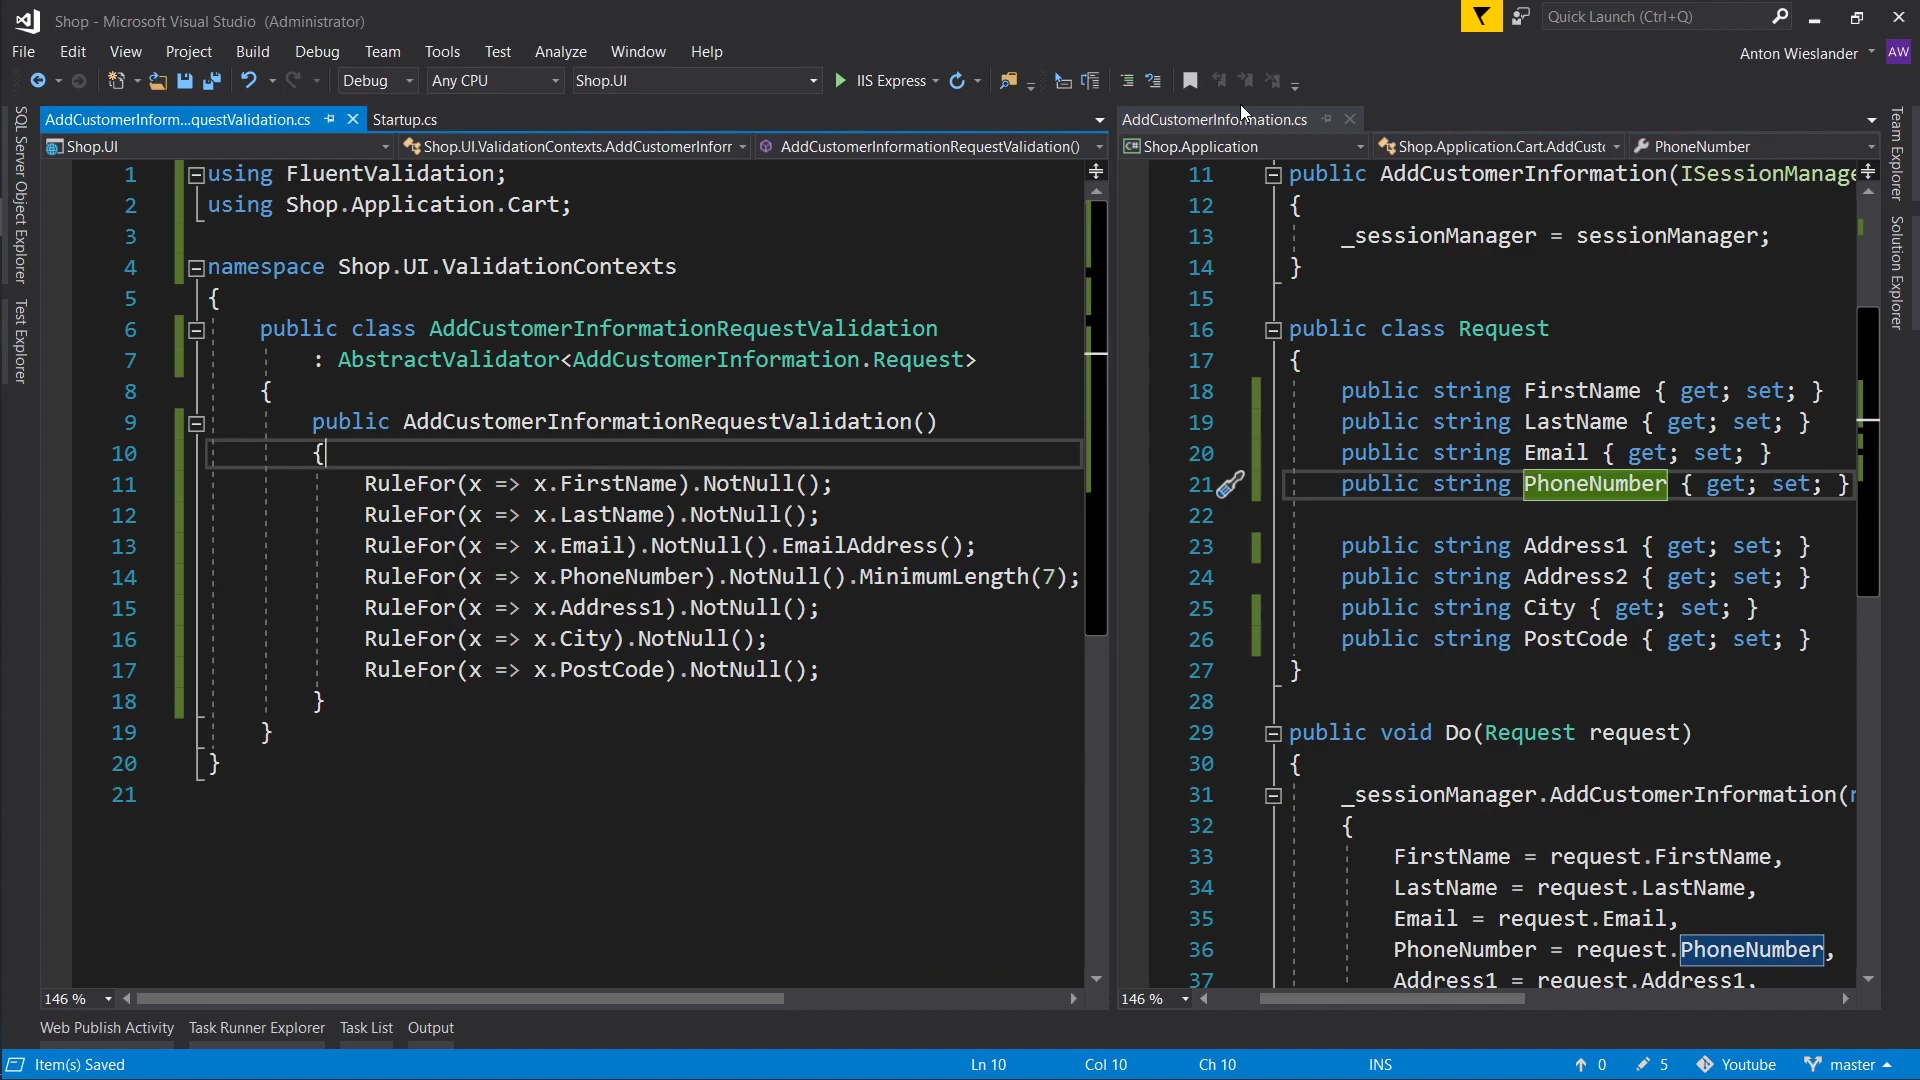 Shop - Microsoft Visual Studio (Administrator)
Quick Launch (Ctrl+Q)
File Edit View Project Build Debug Team Tools Test Analyze Window Help
Anton Wieslander AW
Debug Any CPU Shop.UI IIS Express
SQL Server Object Explorer
Test Explorer
AddCustomerInform...questValidation.cs Startup.cs
Shop.UI Shop.UI.ValidationContexts.AddCustomerInforr AddCustomerInformationRequestValidation()
1 using FluentValidation;
2 using Shop.Application.Cart;
3
4 namespace Shop.UI.ValidationContexts
5 {
6 public class AddCustomerInformationRequestValidation
7 : AbstractValidator<AddCustomerInformation.Request>
8 {
9 public AddCustomerInformationRequestValidation()
10 {
11 RuleFor(x => x.FirstName).NotNull();
12 RuleFor(x => x.LastName).NotNull();
13 RuleFor(x => x.Email).NotNull().EmailAddress();
14 RuleFor(x => x.PhoneNumber).NotNull().MinimumLength(7);
15 RuleFor(x => x.Address1).NotNull();
16 RuleFor(x => x.City).NotNull();
17 RuleFor(x => x.PostCode).NotNull();
18 }
19 }
20 }
21
146 %
AddCustomerInformation.cs
Shop.Application Shop.Application.Cart.AddCustc PhoneNumber
11 public AddCustomerInformation(ISessionManage
12 {
13 _sessionManager = sessionManager;
14 }
15
16 public class Request
17 {
18 public string FirstName { get; set; }
19 public string LastName { get; set; }
20 public string Email { get; set; }
21 public string PhoneNumber { get; set; }
22
23 public string Address1 { get; set; }
24 public string Address2 { get; set; }
25 public string City { get; set; }
26 public string PostCode { get; set; }
27 }
28
29 public void Do(Request request)
30 {
31 _sessionManager.AddCustomerInformation(r
32 {
33 FirstName = request.FirstName,
34 LastName = request.LastName,
35 Email = request.Email,
36 PhoneNumber = request.PhoneNumber,
37 Address1 = request.Address1,
146 %
Team Explorer
Solution Explorer
Web Publish Activity Task Runner Explorer Task List Output
Item(s) Saved Ln 10 Col 10 Ch 10 INS 0 5 Youtube master